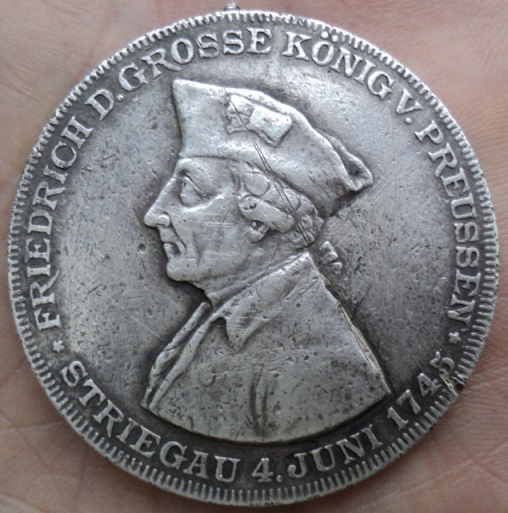 FRIEDRICH D. GROSSE KÖNIG V. PREUSSEN
* STRIEGAU 4. JUNI 1745 *